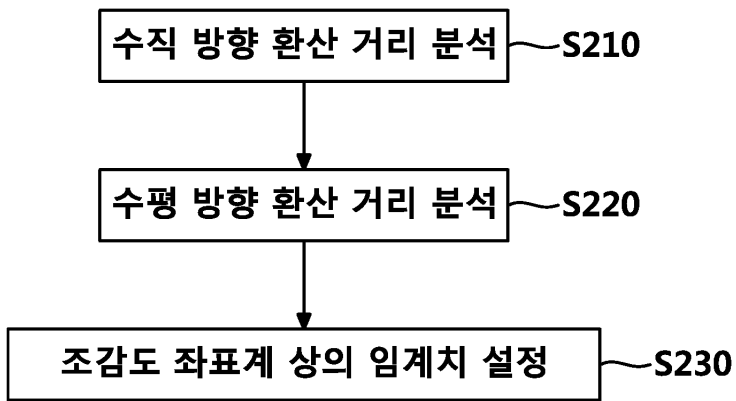 수직 방향 환산 거리 분석 S210
수평 방향 환산 거리 분석 S220
조감도 좌표계 상의 임계치 설정 S230